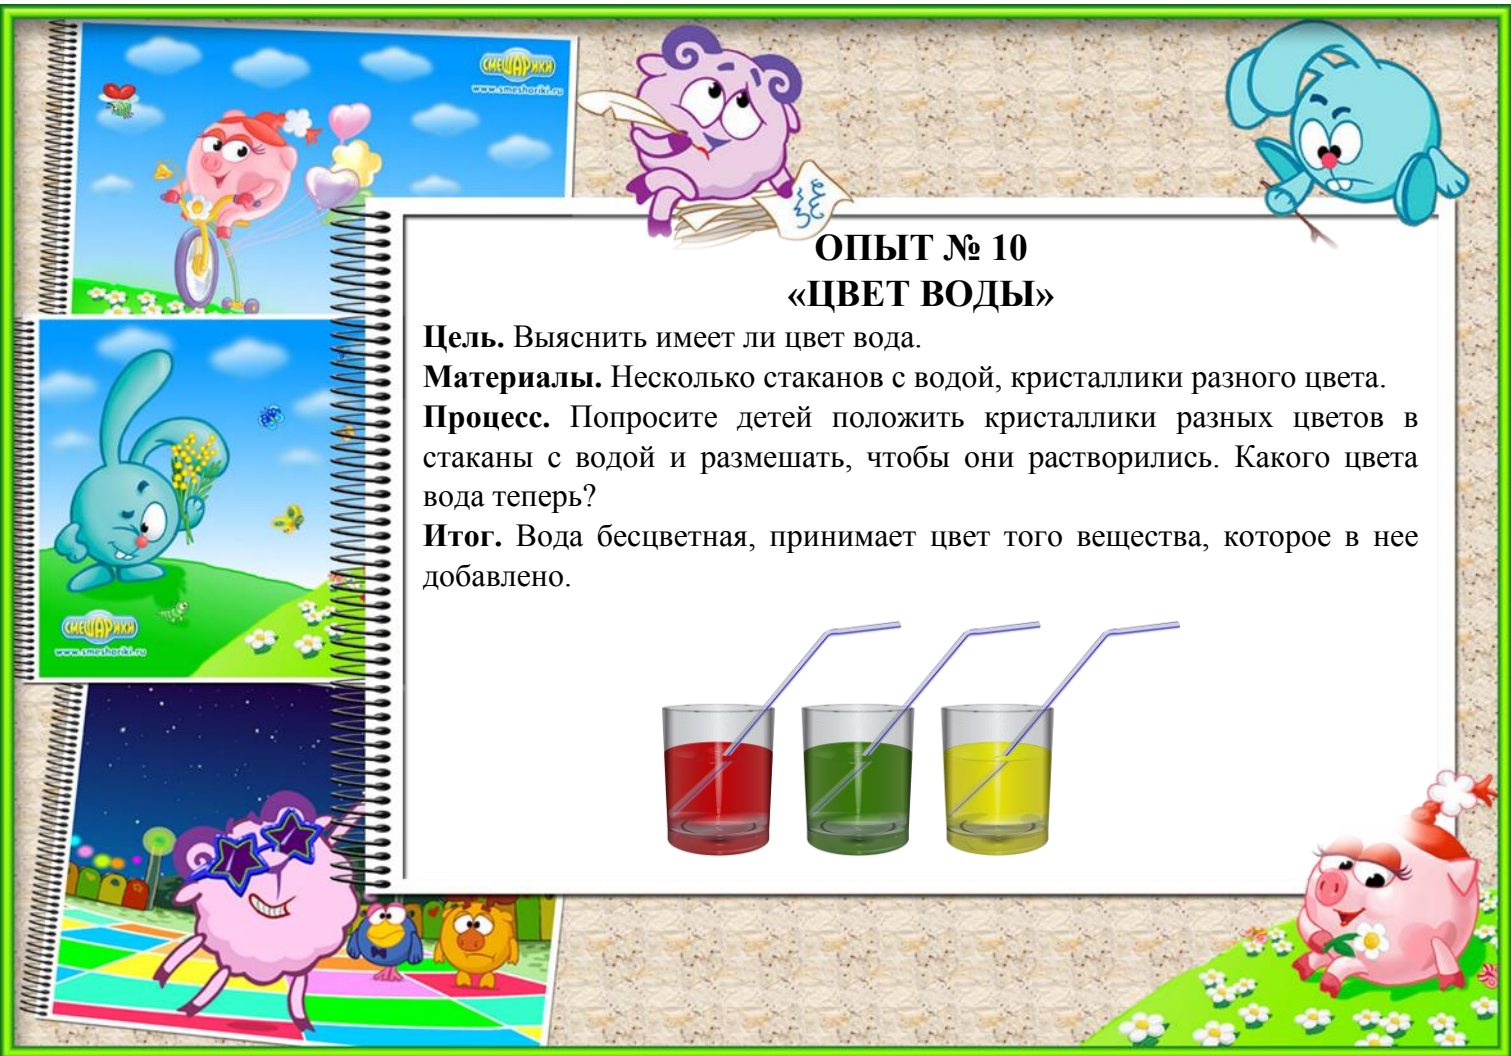 СМЕШАРИКИ
www.smeshariki.ru
ОПЫТ № 10
«ЦВЕТ ВОДЫ»
Цель. Выяснить имеет ли цвет вода.
Материалы. Несколько стаканов с водой, кристаллики разного цвета.
Процесс. Попросите детей положить кристаллики разных цветов в
стаканы с водой и размешать, чтобы они растворились. Какого цвета
вода теперь?
Итог. Вода бесцветная, принимает цвет того вещества, которое в нее
добавлено.
СМЕШАРИКИ
www.smeshariki.ru